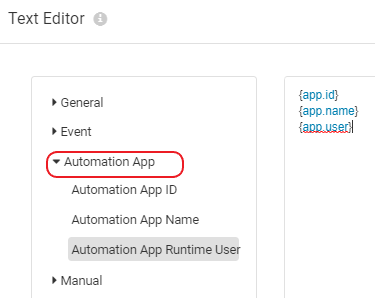 Text Editor
General
Event
Automation App
Automation App ID
Automation App Name
Automation App Runtime User
Manual
{app.id}
{app.name}
{app.user}